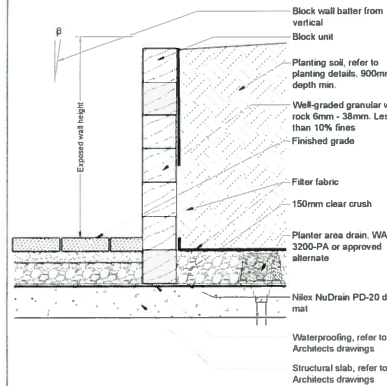 Block wall batter from
vertical
β
Block unit
Planting soil, refer to
planting details. 900mm
depth min.
Exposed wall height
Well-graded granular
rock 6mm - 38mm. Les
than 10% fines
Finished grade
Filter fabric
150mm clear crush
Planter area drain. WA
3200-PA or approved
alternate
Nilex NuDrain PD-20 d
mat
Waterproofing, refer to
Architects drawings
Structural slab, refer to
Architects drawings